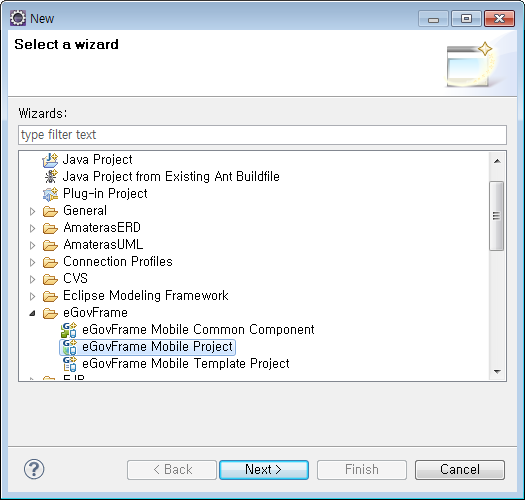 New
Select a wizard
Wizards:
type filter text
Java Project
Java Project from Existing Ant Buildfile
Plug-in Project
General
AmaterasERD
AmaterasUML
Connection Profiles
CVS
Eclipse Modeling Framework
eGovFrame
eGovFrame Mobile Common Component
eGovFrame Mobile Project
eGovFrame Mobile Template Project
EJB
< Back
Next >
Finish
Cancel